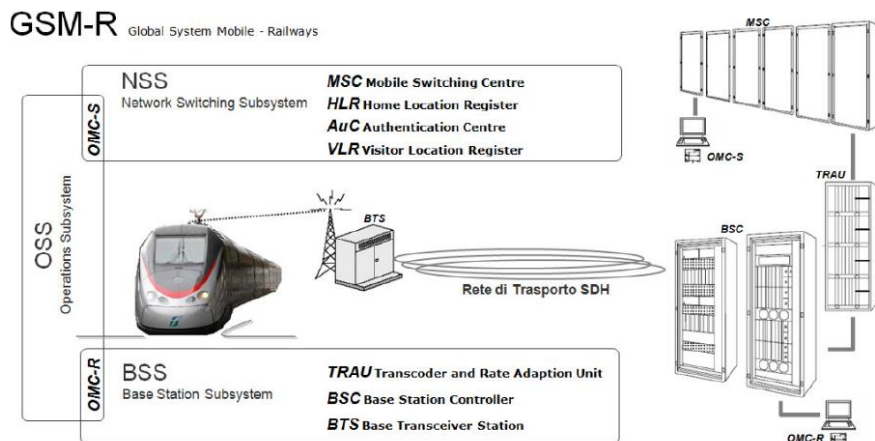 GSM-R Global System Mobile - Railways
MSC
NSS
Network Switching Subsystem
MSC Mobile Switching Centre
HLR Home Location Register
AuC Authentication Centre
VLR Visitor Location Register
OMC-S
OMC-S
TRAU
OSS
Operations Subsystem
BTS
BSC
Rete di Trasporto SDH
OMC-R
BSS
Base Station Subsystem
TRAU Transcoder and Rate Adaption Unit
BSC Base Station Controller
BTS Base Transceiver Station
OMC-R